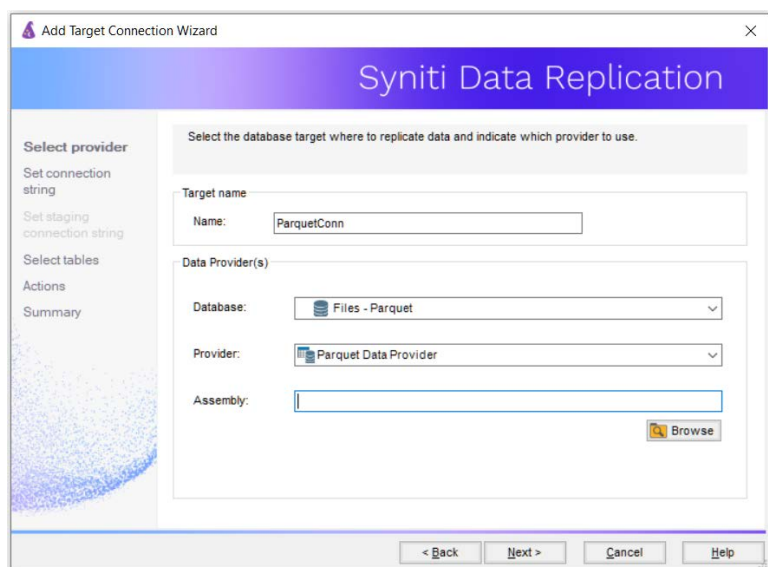 Add Target Connection Wizard
Syniti Data Replication
Select provider
Set connection
string
Set staging
connection string
Select tables
Actions
Summary
Select the database target where to replicate data and indicate which provider to use.
Target name
Name: ParquetConn
Data Provider(s)
Database: Files - Parquet
Provider: Parquet Data Provider
Assembly:
Browse
< Back Next > Cancel Help